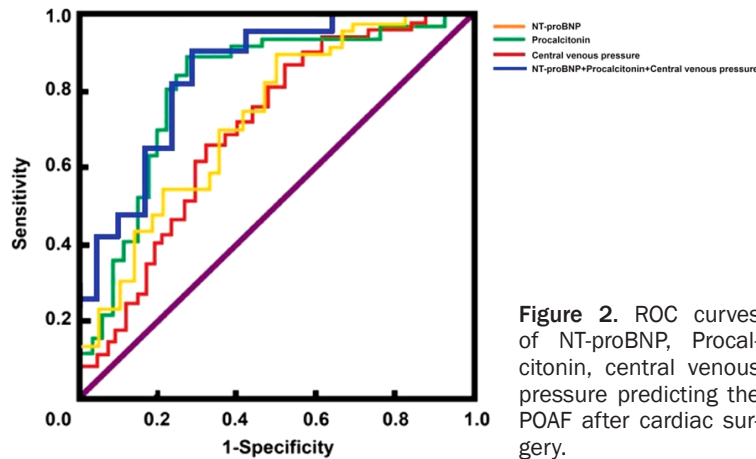 1.0
0.8
0.6
0.4
0.2
0.0
0.2
0.4
0.6
0.8
1.0
Sensitivity
1-Specificity
NT-proBNP
Procalcitonin
Central venous pressure
NT-proBNP+Procalcitonin+Central venous pressure
Figure 2. ROC curves
of NT-proBNP, Procal-
citonin, central venous
pressure predicting the
POAF after cardiac sur-
gery.